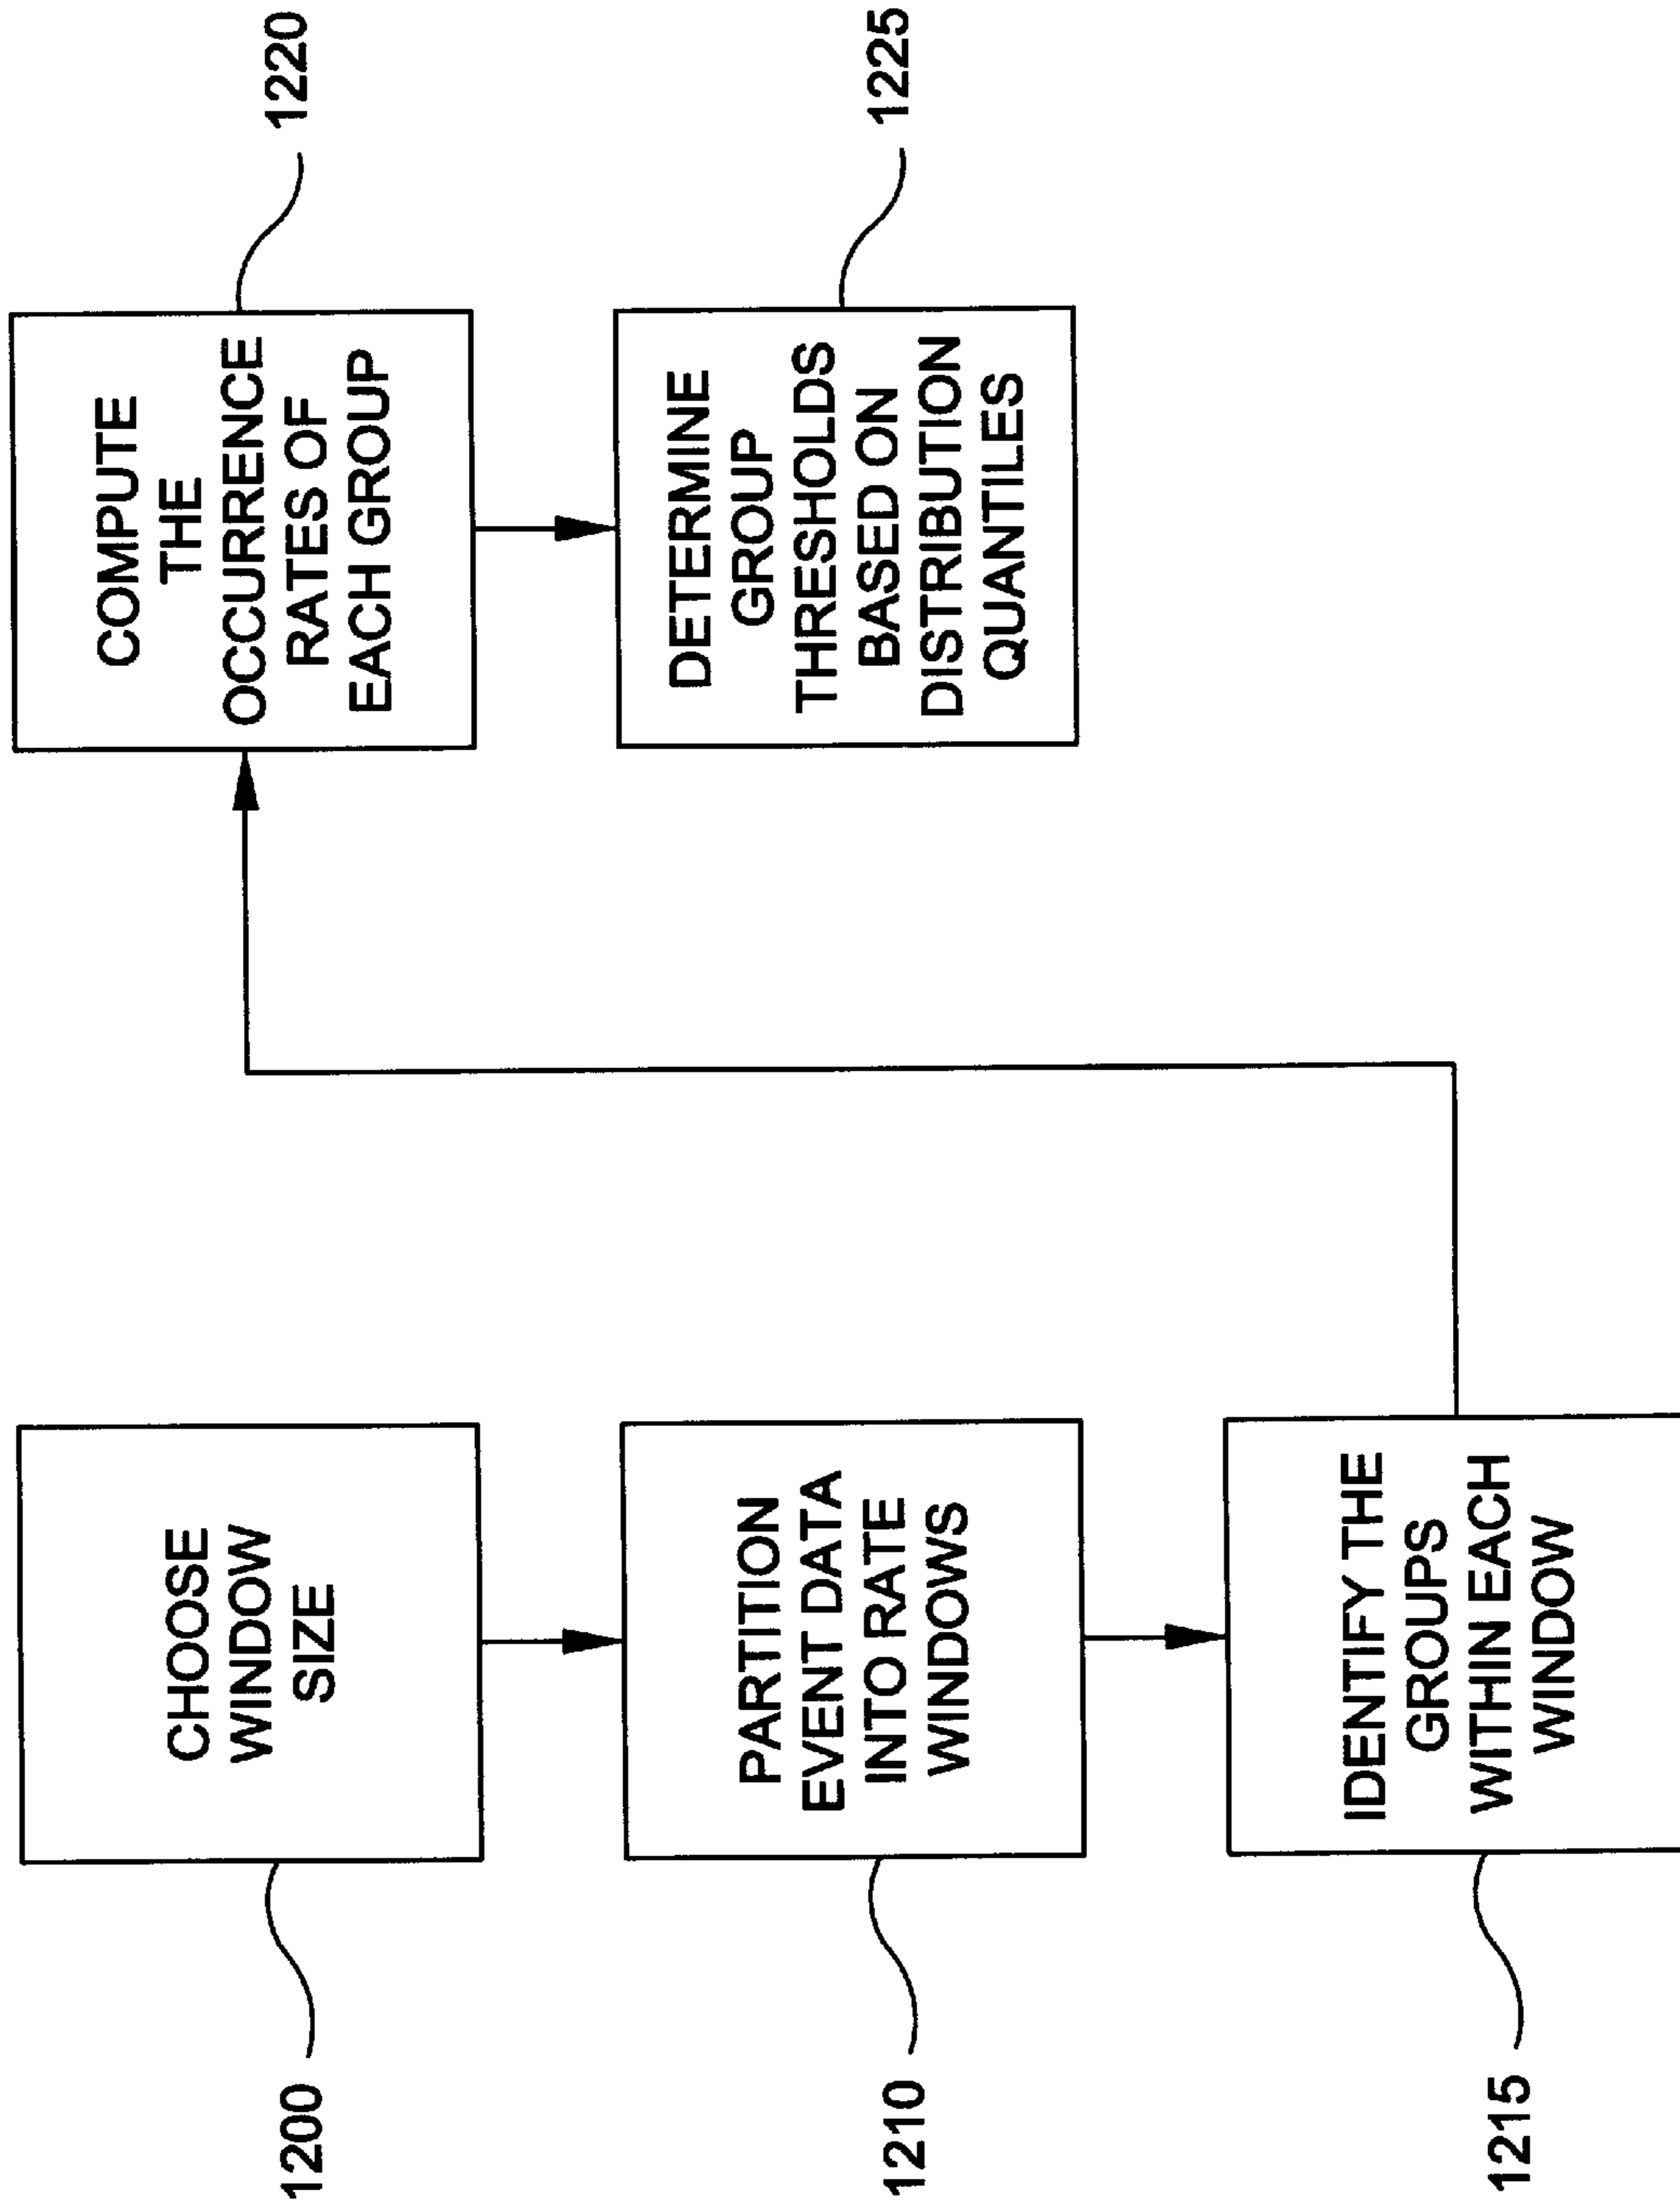 1200
CHOOSE
WINDOW
SIZE
1210
PARTITION
EVENT DATA
INTO RATE
WINDOWS
1215
IDENTIFY THE
GROUPS
WITHIN EACH
WINDOW
COMPUTE
THE
OCCURRENCE
RATES OF
EACH GROUP
1220
DETERMINE
GROUP
THRESHOLDS
BASED ON
DISTRIBUTION
QUANTILES
1225